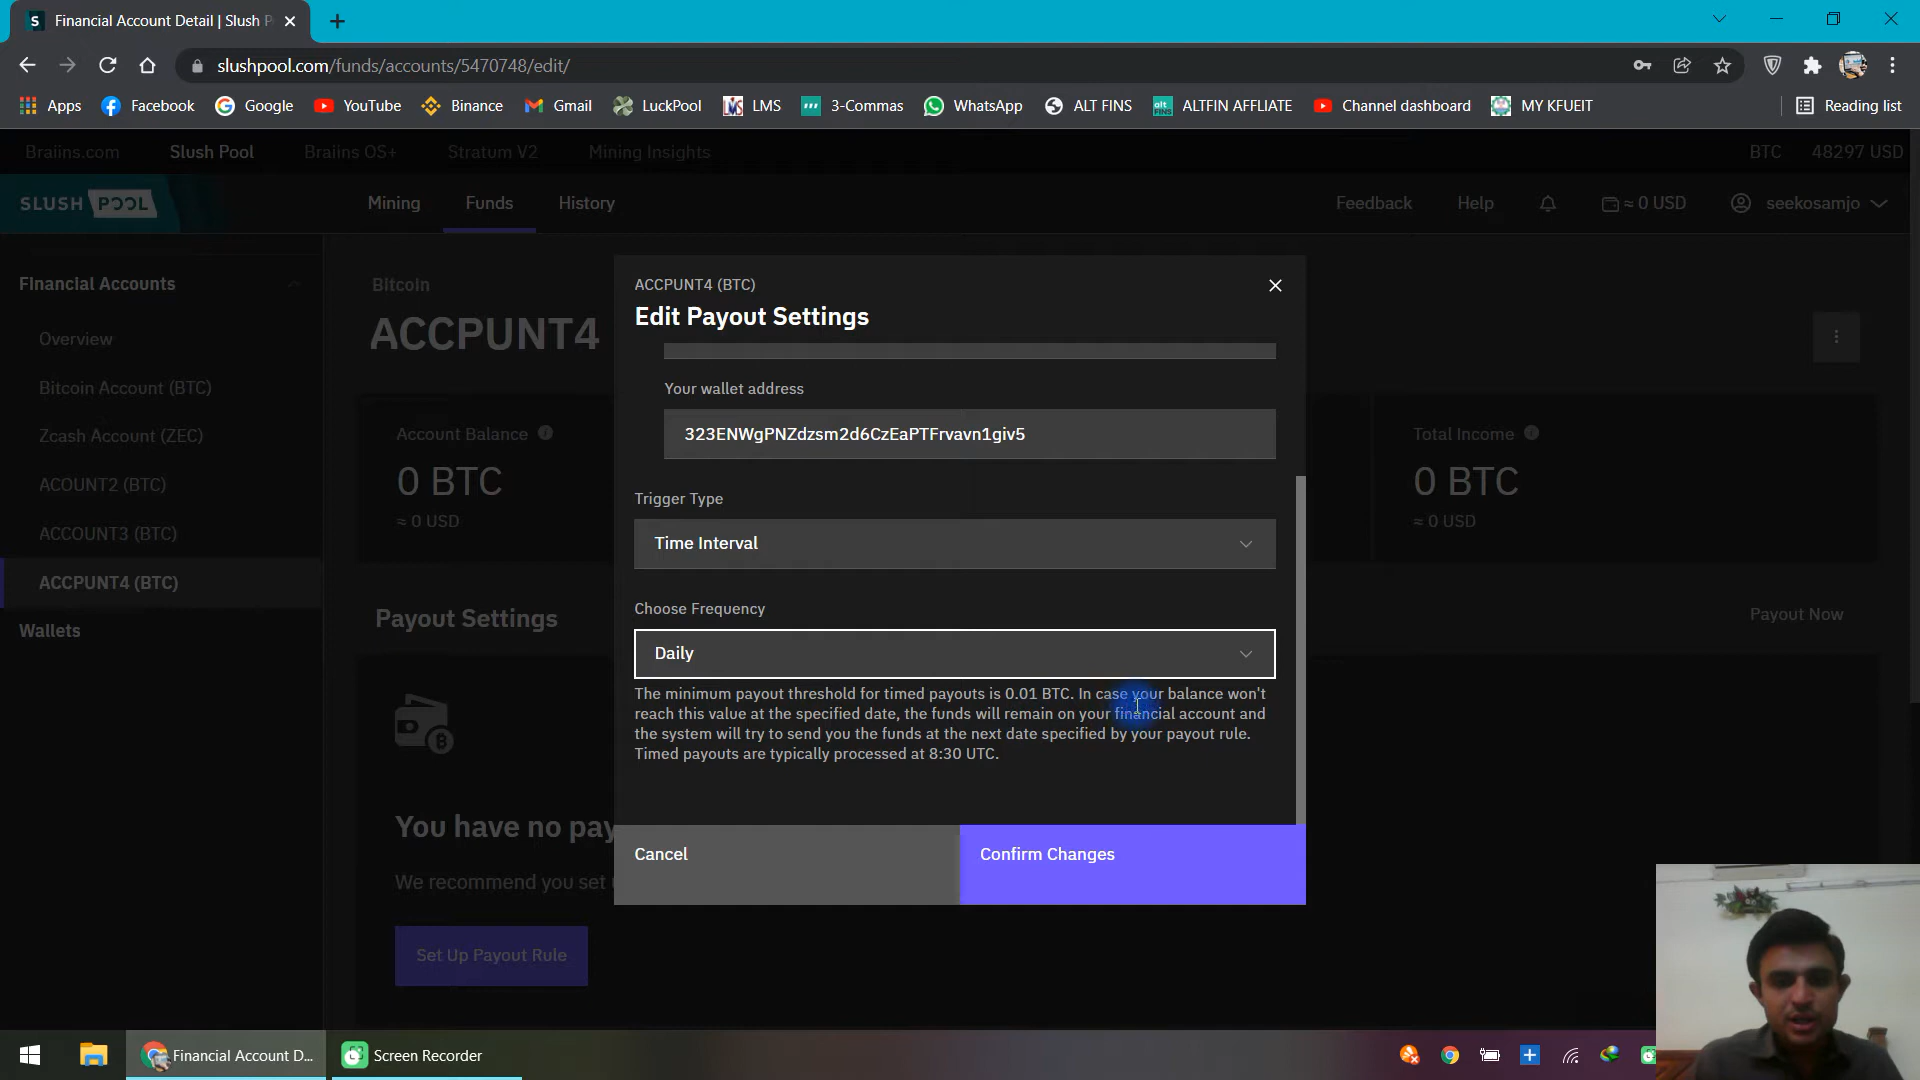 Financial Account Detail | Slush P
slushpool.com/funds/accounts/5470748/edit/
Apps Facebook Google YouTube Binance Gmail LuckPool LMS 3-Commas WhatsApp ALT FINS ALTFIN AFFLIATE Channel dashboard MY KFUEIT Reading list
Braiins.com Slush Pool Braiins OS+ Stratum V2 Mining Insights BTC 48297 USD
SLUSH POOL Mining Funds History Feedback Help ≈ 0 USD seekosamjo
Financial Accounts
Overview
Bitcoin Account (BTC)
Zcash Account (ZEC)
ACOUNT2 (BTC)
ACCOUNT3 (BTC)
ACCPUNT4 (BTC)
Wallets
Bitcoin
ACCPUNT4
Account Balance
0 BTC
≈ 0 USD
Total Income
0 BTC
≈ 0 USD
Payout Settings
Payout Now
You have no pay
We recommend you set
Set Up Payout Rule
ACCPUNT4 (BTC)
Edit Payout Settings
Your wallet address
323ENWgPNZdzsm2d6CzEaPTFrvavn1giv5
Trigger Type
Time Interval
Choose Frequency
Daily
The minimum payout threshold for timed payouts is 0.01 BTC. In case your balance won't
reach this value at the specified date, the funds will remain on your financial account and
the system will try to send you the funds at the next date specified by your payout rule.
Timed payouts are typically processed at 8:30 UTC.
Cancel
Confirm Changes
Financial Account D... Screen Recorder